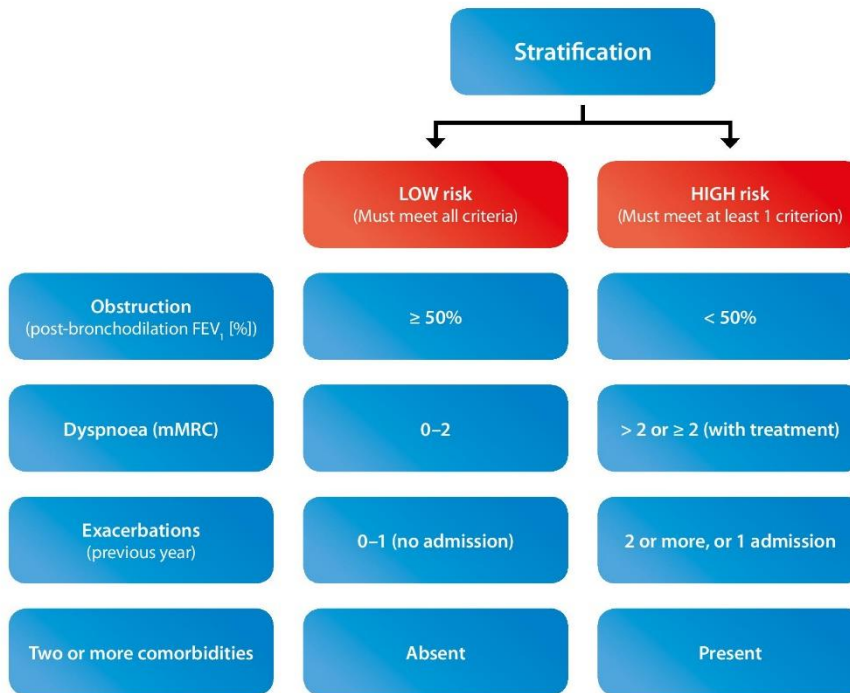 Stratification
LOW risk
(Must meet all criteria)
HIGH risk
(Must meet at least 1 criterion)
Obstruction
(post-bronchodilation FEV₁ [%])
≥ 50%
< 50%
Dyspnoea (mMRC)
0–2
> 2 or ≥ 2 (with treatment)
Exacerbations
(previous year)
0–1 (no admission)
2 or more, or 1 admission
Two or more comorbidities
Absent
Present